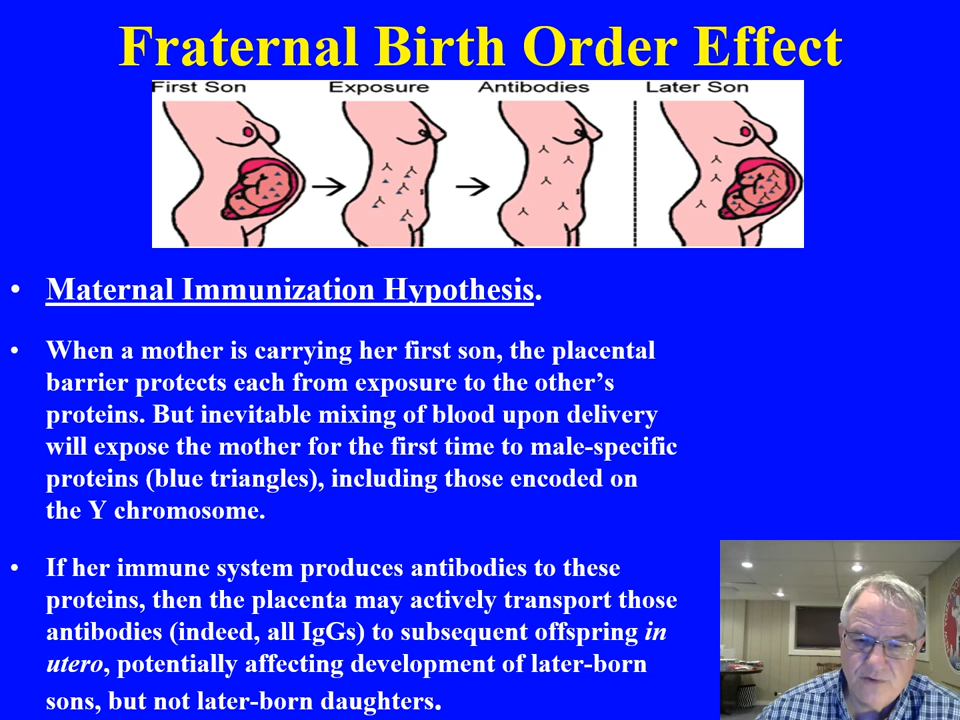 Fraternal Birth Order Effect
First Son Exposure Antibodies Later Son
• Maternal Immunization Hypothesis.
• When a mother is carrying her first son, the placental
barrier protects each from exposure to the other’s
proteins. But inevitable mixing of blood upon delivery
will expose the mother for the first time to male-specific
proteins (blue triangles), including those encoded on
the Y chromosome.
• If her immune system produces antibodies to these
proteins, then the placenta may actively transport those
antibodies (indeed, all IgGs) to subsequent offspring in
utero, potentially affecting development of later-born
sons, but not later-born daughters.